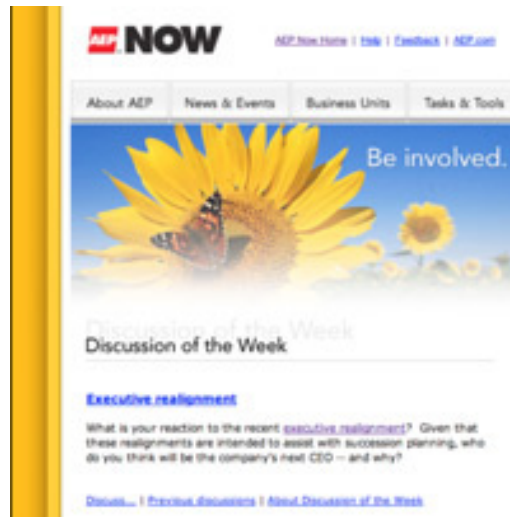 AEP NOW
AEP Now Home | Help | Feedback | AEP.com
About AEP News & Events Business Units Tasks & Tools
Be involved.
Discussion of the Week
Discussion of the Week
Executive realignment
What is your reaction to the recent executive realignment? Given that
these realignments are intended to assist with succession planning, who
do you think will be the company's next CEO -- and why?
Discuss... | Previous discussions | About Discussion of the Week